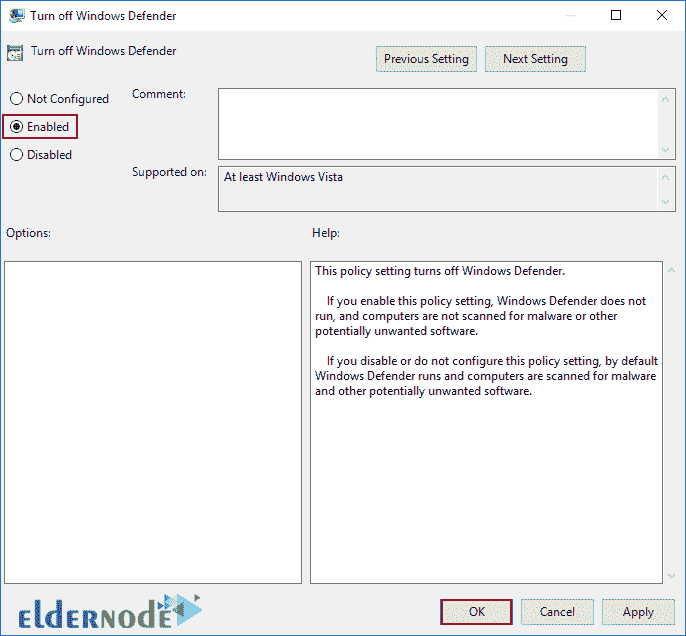 Turn off Windows Defender
Turn off Windows Defender
Previous Setting
Next Setting
Not Configured
Comment:
Enabled
Disabled
Supported on:
At least Windows Vista
Options:
Help:
This policy setting turns off Windows Defender.
If you enable this policy setting, Windows Defender does not
run, and computers are not scanned for malware or other
potentially unwanted software.
If you disable or do not configure this policy setting, by default
Windows Defender runs and computers are scanned for malware
and other potentially unwanted software.
eldernode
OK
Cancel
Apply